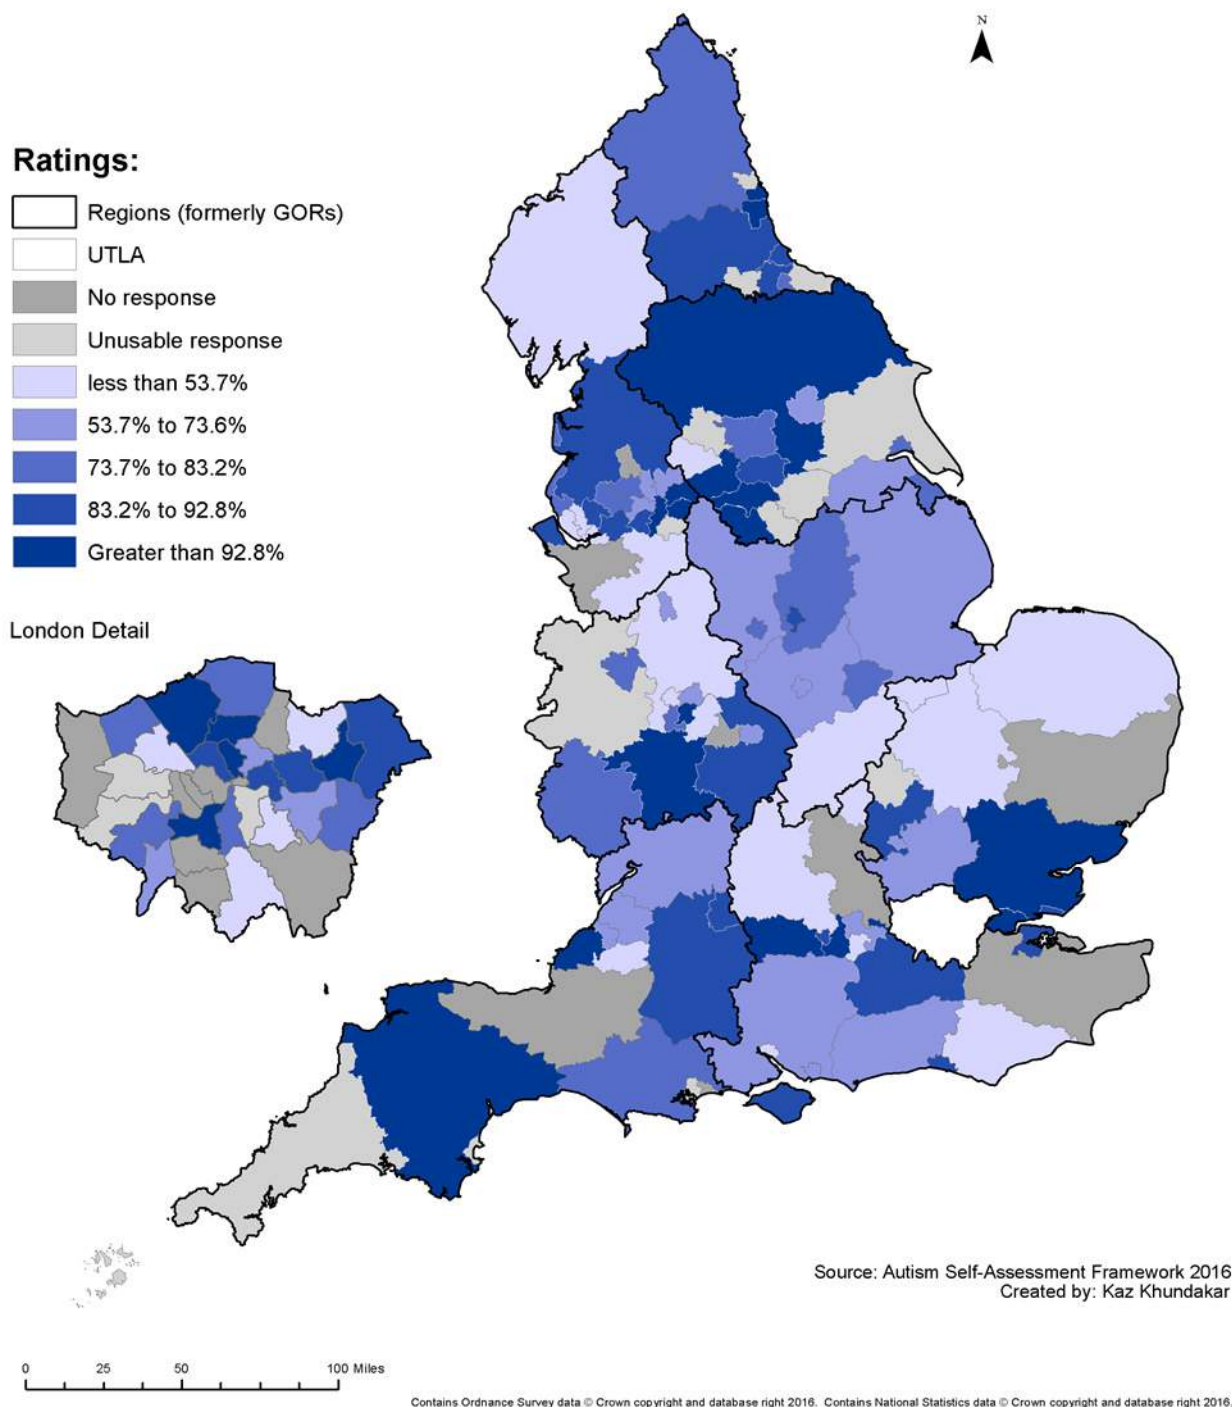 N
Ratings:
Regions (formerly GORs)
UTLA
No response
Unusable response
less than 53.7%
53.7% to 73.6%
73.7% to 83.2%
83.2% to 92.8%
Greater than 92.8%
London Detail
Source: Autism Self-Assessment Framework 2016
Created by: Kaz Khundakar
0 25 50 100 Miles
Contains Ordnance Survey data © Crown copyright and database right 2016. Contains National Statistics data © Crown copyright and database right 2016.